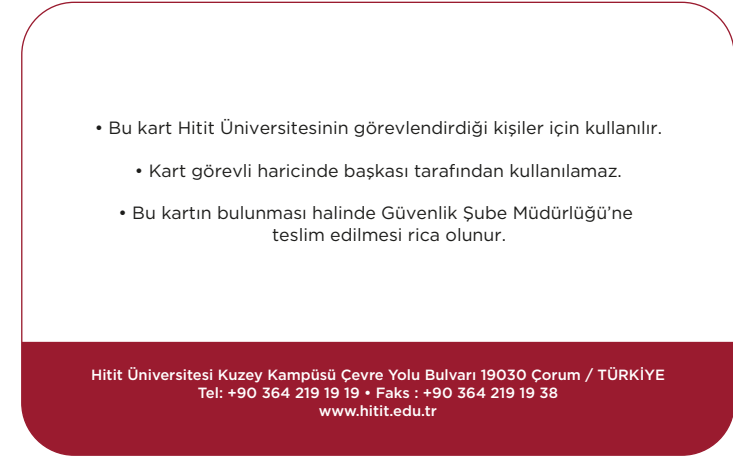 • Bu kart Hitit Üniversitesinin görevlendirdiği kişiler için kullanılır.
• Kart görevli haricinde başkası tarafından kullanılamaz.
• Bu kartın bulunması halinde Güvenlik Şube Müdürlüğü’ne
teslim edilmesi rica olunur.
Hitit Üniversitesi Kuzey Kampüsü Çevre Yolu Bulvarı 19030 Çorum / TÜRKİYE
Tel: +90 364 219 19 19 • Faks : +90 364 219 19 38
www.hitit.edu.tr